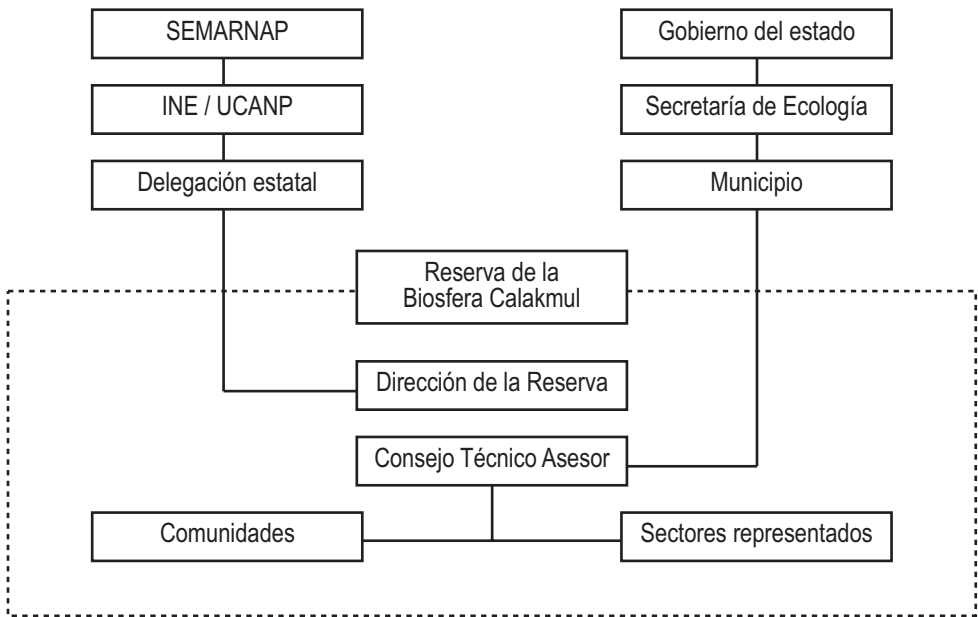 SEMARNAP
Gobierno del estado
INE / UCANP
Secretaría de Ecología
Delegación estatal
Municipio
Reserva de la
Biosfera Calakmul
Dirección de la Reserva
Consejo Técnico Asesor
Comunidades
Sectores representados